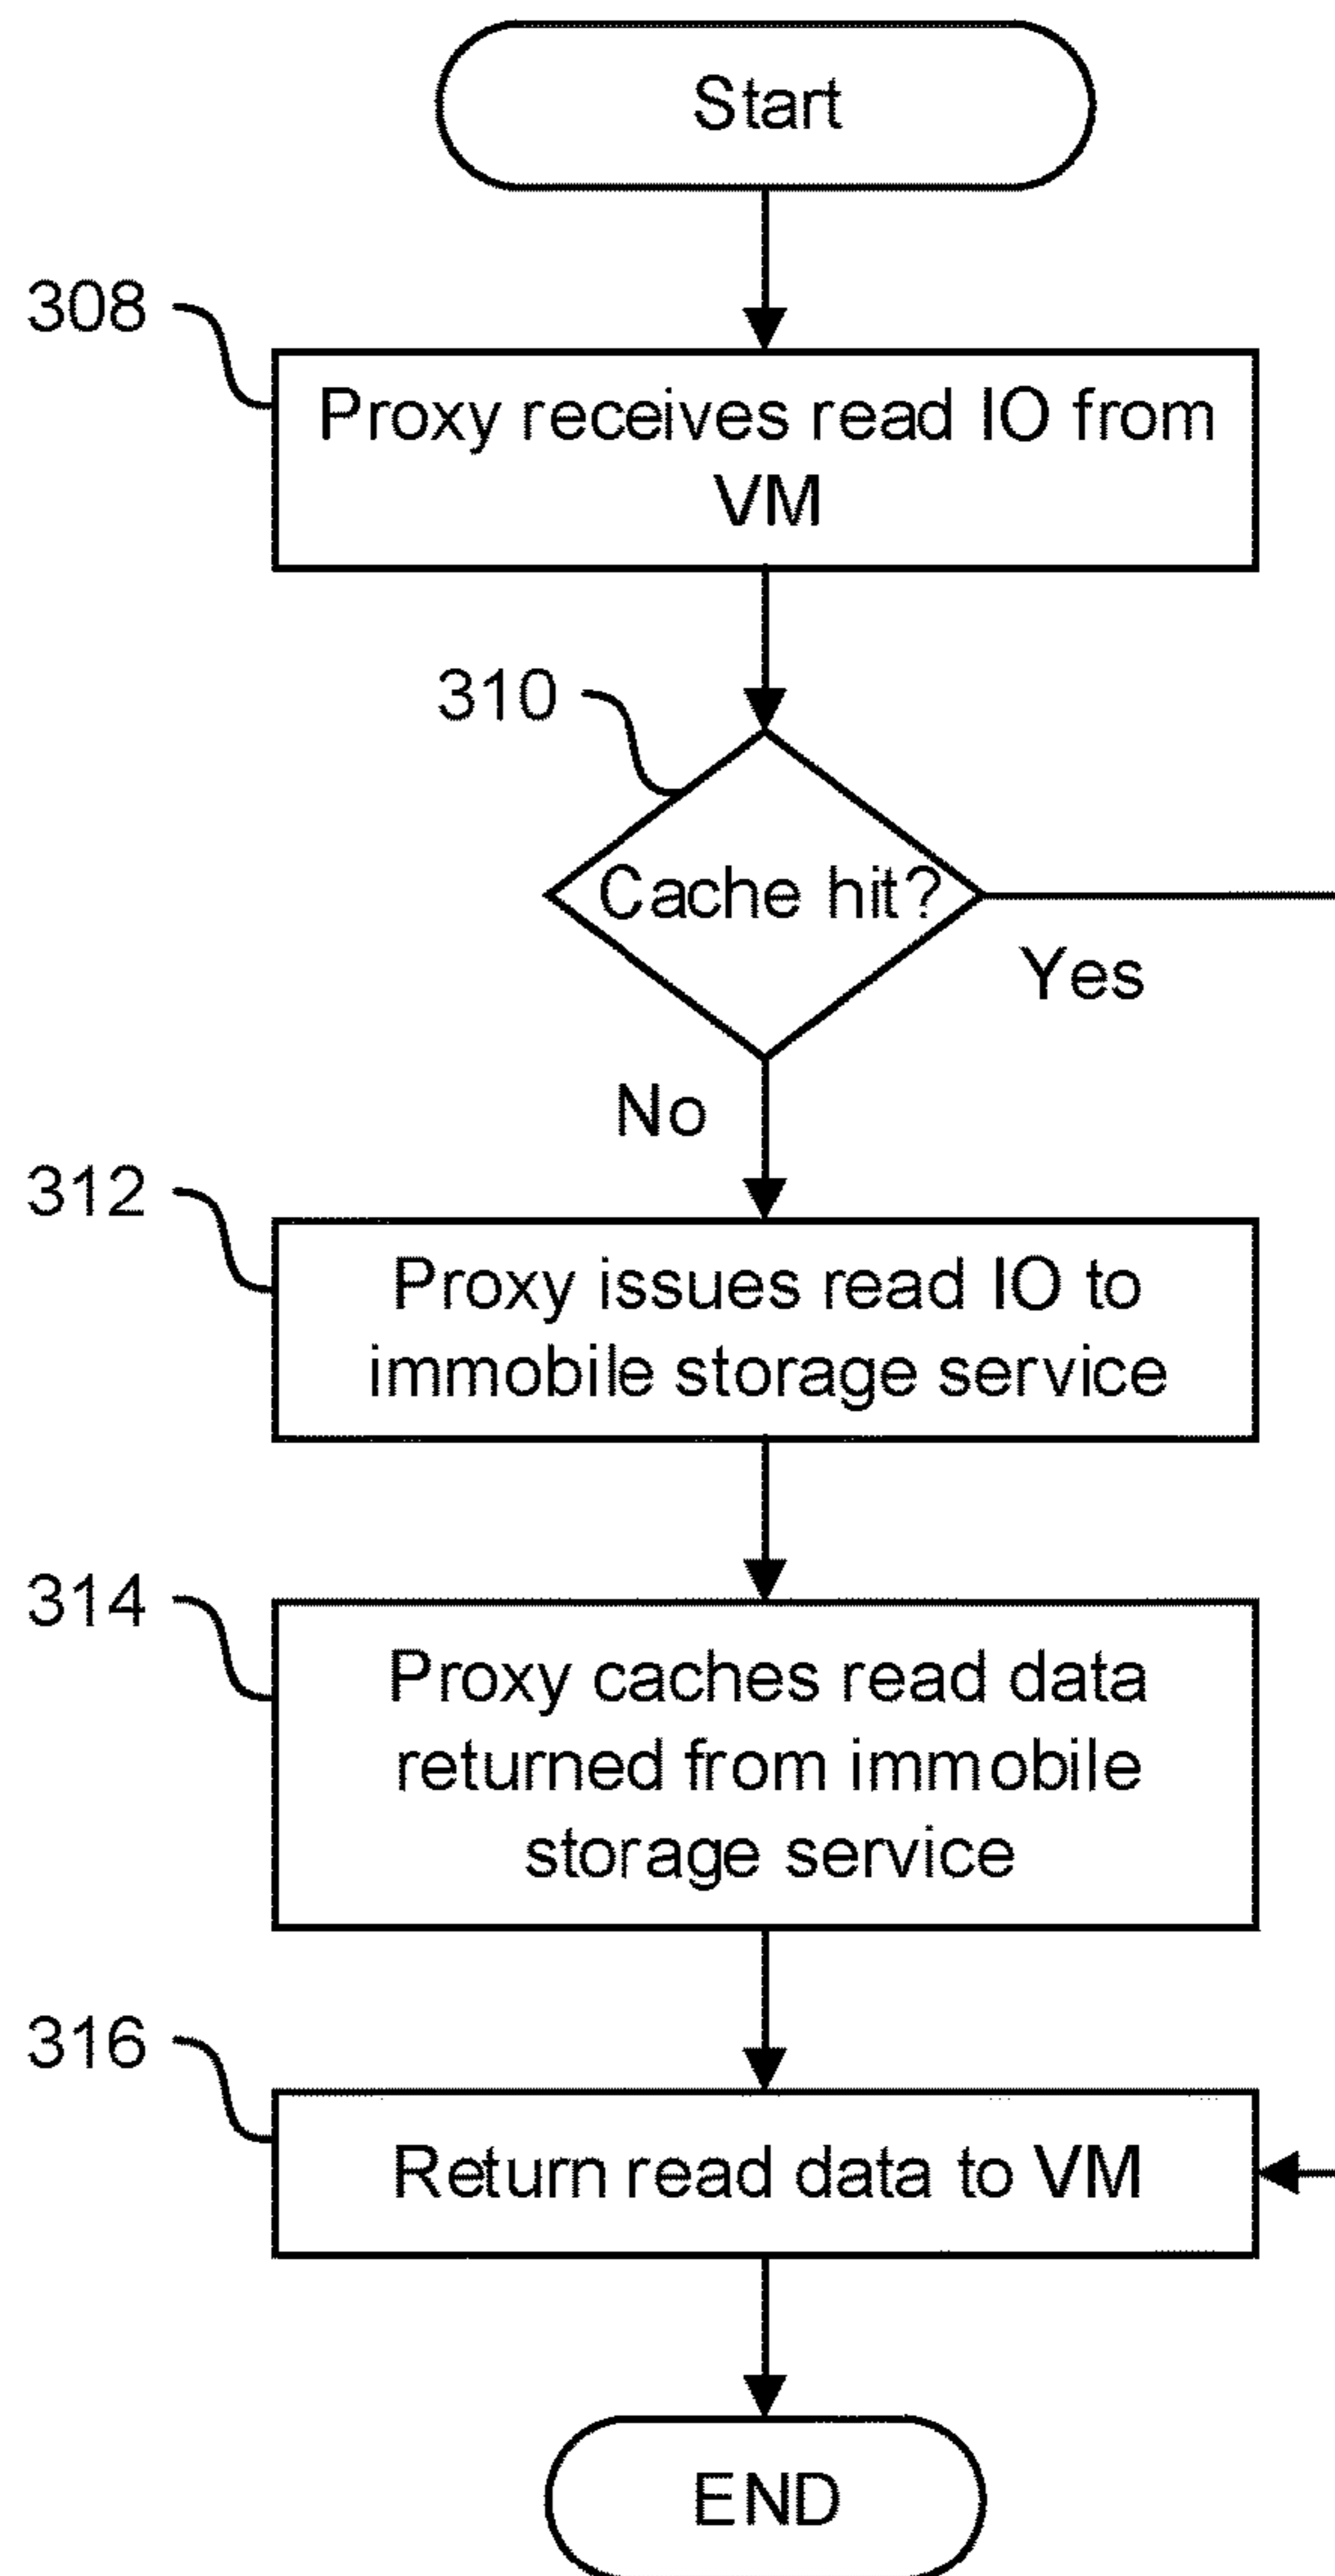 Start
308
Proxy receives read IO from
VM
310
Cache hit?
Yes
No
312
Proxy issues read IO to
immobile storage service
314
Proxy caches read data
returned from immobile
storage service
316
Return read data to VM
END